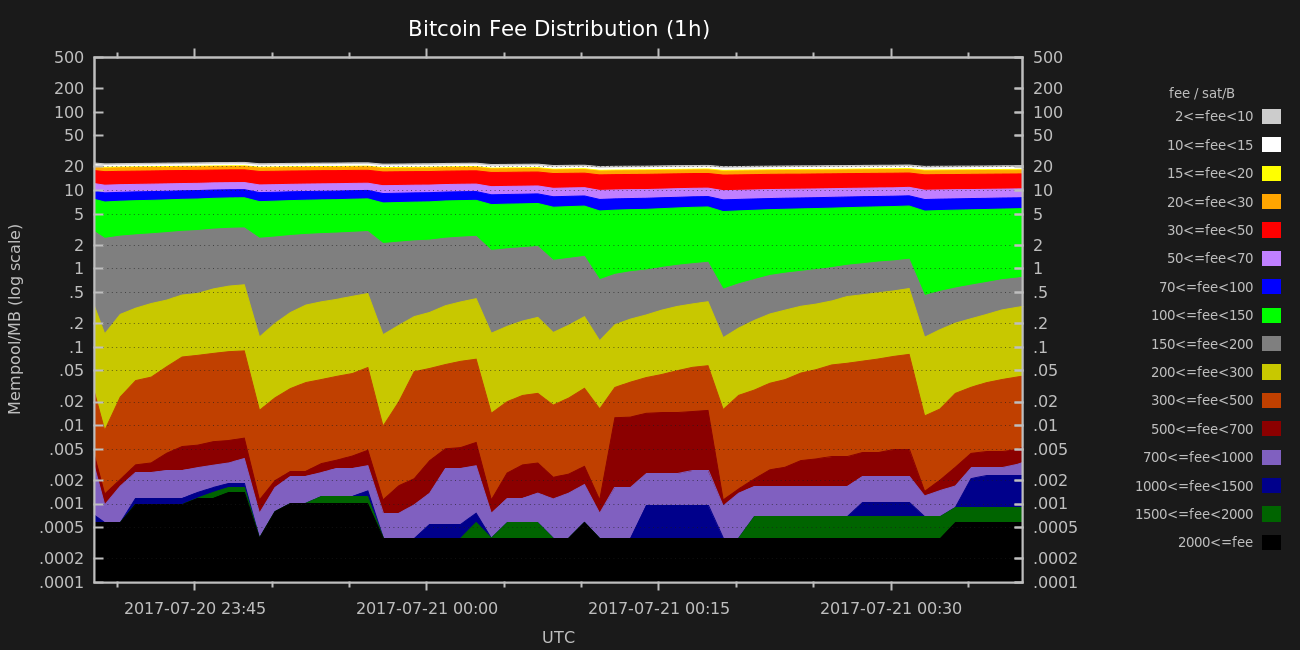 Bitcoin Fee Distribution (1h)
500 500
200 200
100 100
50 50
20 20
10 10
5 5
2 2
1 1
.5 .5
.2 .2
.1 .1
.05 .05
.02 .02
.01 .01
.005 .005
.002 .002
.001 .001
.0005 .0005
.0002 .0002
.0001 .0001
Mempool/MB (log scale)
2017-07-20 23:45 2017-07-21 00:00 2017-07-21 00:15 2017-07-21 00:30
UTC
fee / sat/B
2<=fee<10
10<=fee<15
15<=fee<20
20<=fee<30
30<=fee<50
50<=fee<70
70<=fee<100
100<=fee<150
150<=fee<200
200<=fee<300
300<=fee<500
500<=fee<700
700<=fee<1000
1000<=fee<1500
1500<=fee<2000
2000<=fee